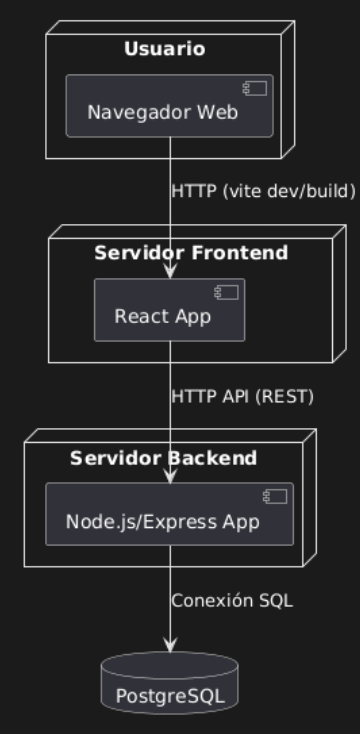 Usuario
Navegador Web
HTTP (vite dev/build)
Servidor Frontend
React App
HTTP API (REST)
Servidor Backend
Node.js/Express App
Conexión SQL
PostgreSQL